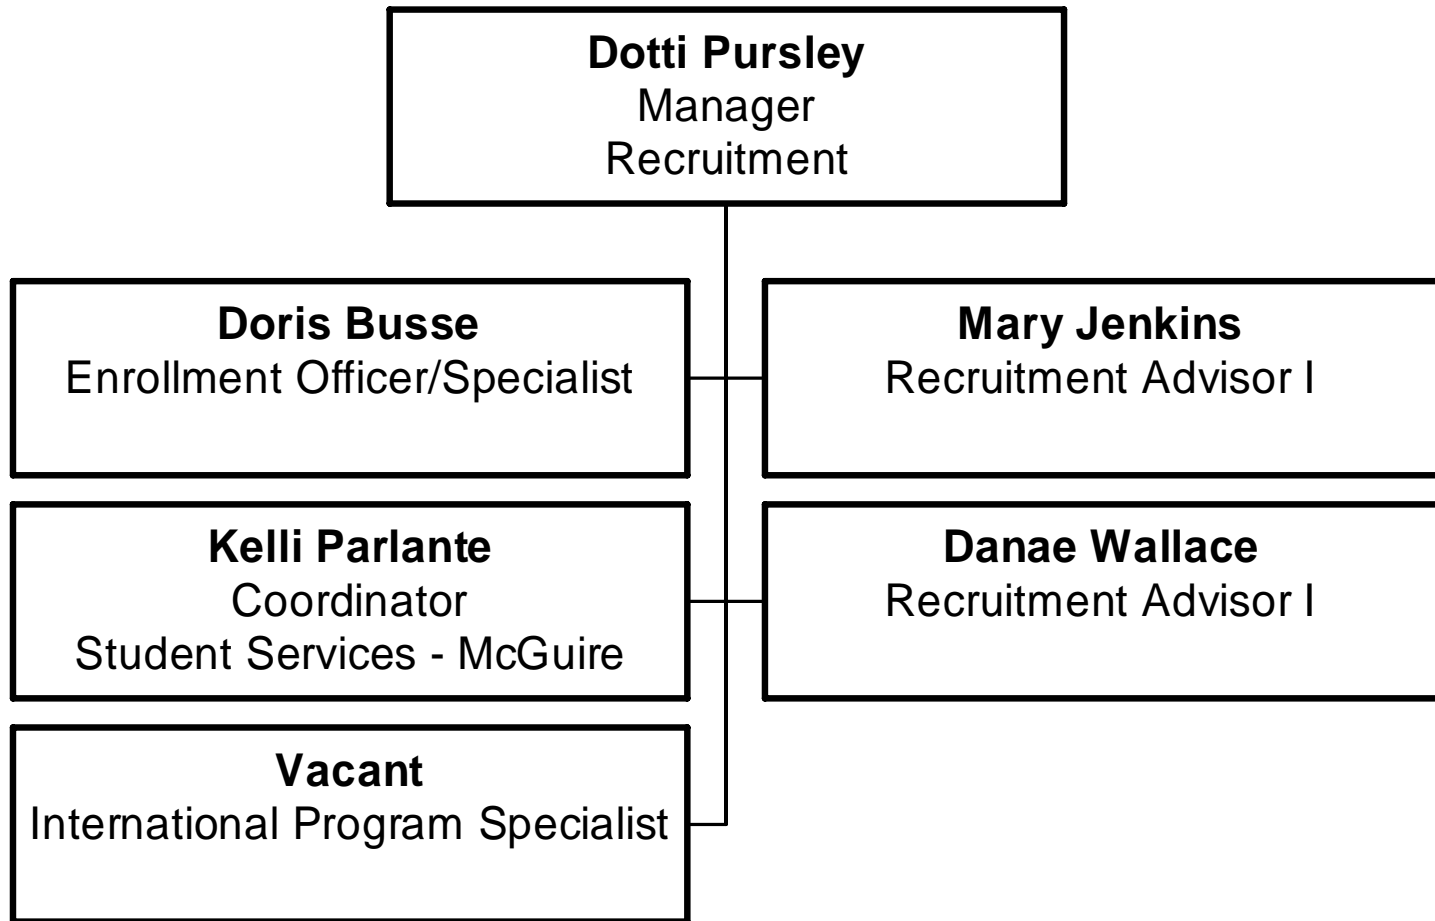 Dotti Pursley
Manager
Recruitment
Doris Busse
Enrollment Officer/Specialist
Mary Jenkins
Recruitment Advisor I
Kelli Parlante
Coordinator
Student Services - McGuire
Danae Wallace
Recruitment Advisor I
Vacant
International Program Specialist